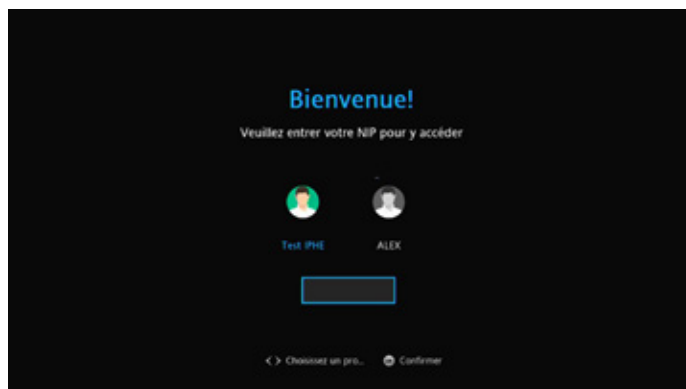 Bienvenue!
Veuillez entrer votre NIP pour y accéder
Test IPHE ALEX
Choisissez un pro... Confirmer